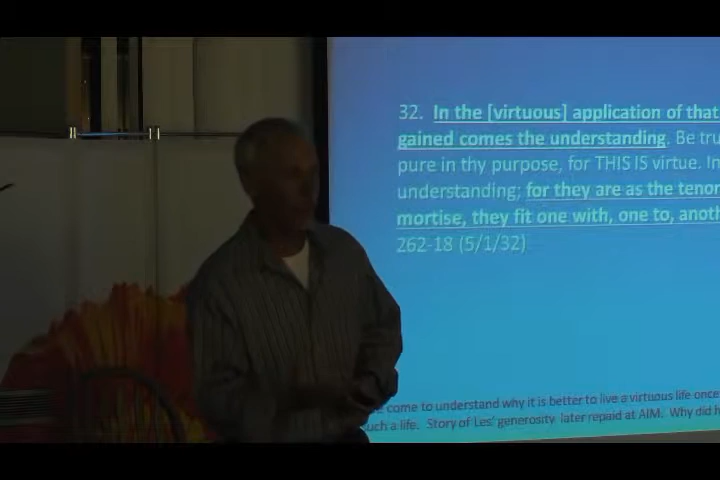 32. In the [virtuous] application of that
gained comes the understanding. Be tru
pure in thy purpose, for THIS IS virtue. In
understanding; for they are as the tenor
mortise, they fit one with, one to, anoth
262-18 (5/1/32)
come to understand why it is better to live a virtuous life once
such a life. Story of Les' generosity later repaid at AIM. Why did h